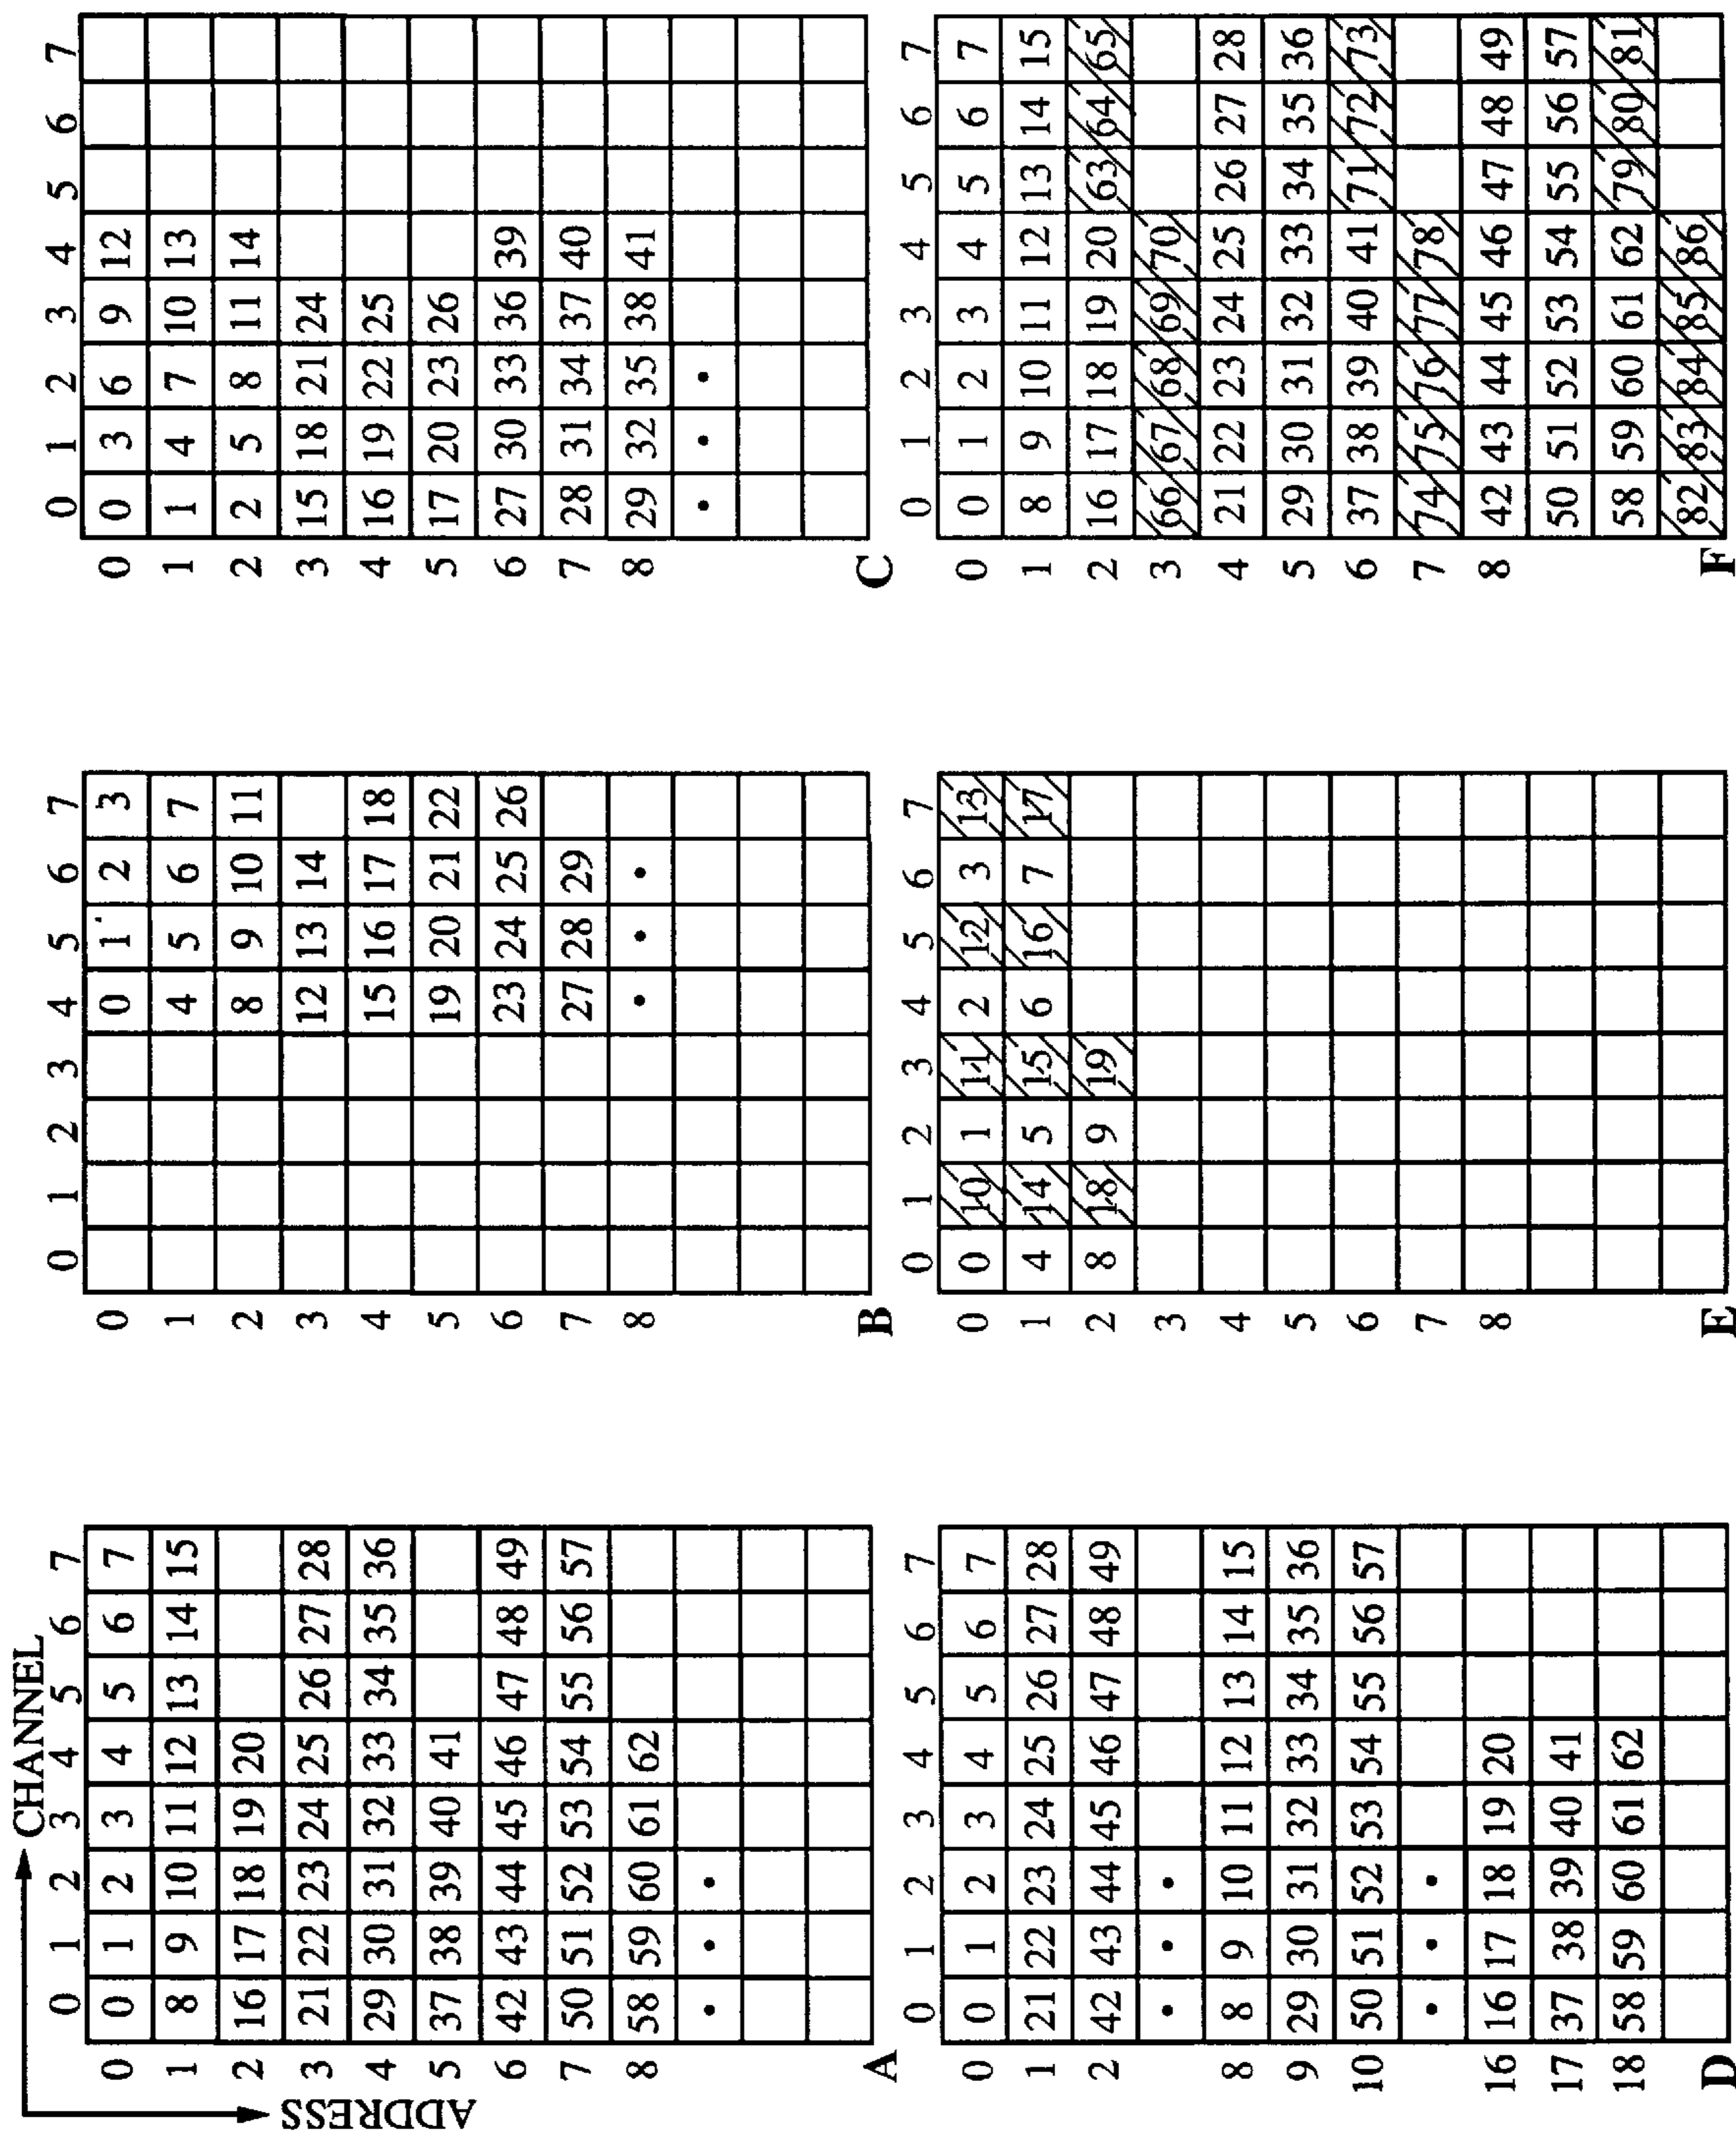 CHANNEL
ADDRESS
0 1 2 3 4 5 6 7
0 0 1 2 3 4 5 6 7
1 8 9 10 11 12 13 14 15
2 16 17 18 19 20
3 21 22 23 24 25 26 27 28
4 29 30 31 32 33 34 35 36
5 37 38 39 40 41
6 42 43 44 45 46 47 48 49
7 50 51 52 53 54 55 56 57
8 58 59 60 61 62
• • •
A
0 1 2 3 4 5 6 7
0 0 1 2 3
1 4 5 6 7
2 8 9 10 11
3 12 13 14
4 15 16 17 18
5 19 20 21 22
6 23 24 25 26
7 27 28 29
8 • • •
B
0 1 2 3 4 5 6 7
0 0 3 6 9 12
1 1 4 7 10 13
2 2 5 8 11 14
3 15 18 21 24
4 16 19 22 25
5 17 20 23 26
6 27 30 33 36 39
7 28 31 34 37 40
8 29 32 35 38 41
• • •
C
0 1 2 3 4 5 6 7
0 0 1 2 3 4 5 6 7
1 21 22 23 24 25 26 27 28
2 42 43 44 45 46 47 48 49
• • •
8 8 9 10 11 12 13 14 15
9 29 30 31 32 33 34 35 36
10 50 51 52 53 54 55 56 57
• • •
16 16 17 18 19 20
17 37 38 39 40 41
18 58 59 60 61 62
D
0 1 2 3 4 5 6 7
0 0 10 1 11 2 12 3 13
1 4 14 5 15 6 16 7 17
2 8 18 9 19
3
4
5
6
7
8
E
0 1 2 3 4 5 6 7
0 0 1 2 3 4 5 6 7
1 8 9 10 11 12 13 14 15
2 16 17 18 19 20 63 64 65
3 66 67 68 69 70
4 21 22 23 24 25 26 27 28
5 29 30 31 32 33 34 35 36
6 37 38 39 40 41 71 72 73
7 74 75 76 77 78
8 42 43 44 45 46 47 48 49
50 51 52 53 54 55 56 57
58 59 60 61 62 79 80 81
82 83 84 85 86
F